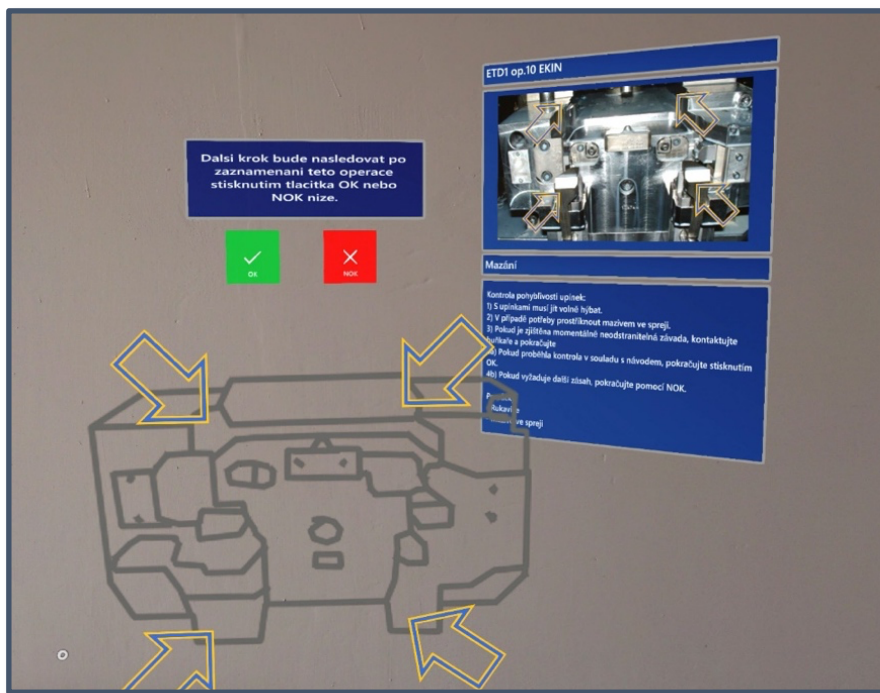 ETD1 op.10 EKIN
Dalsi krok bude nasledovat po
zaznamenani teto operace
stisknutim tlacitka OK nebo
NOK nize.
OK
NOK
Mazání
Kontrola pohyblivosti upínek:
1) S upínkami musí jít volně hýbat.
2) V případě potřeby prostříknout mazivem ve spreji.
3) Pokud je zjištěna momentálně neodstranitelná závada, kontaktujte
buňkaře a pokračujte
4a) Pokud proběhla kontrola v souladu s návodem, pokračujte stisknutím
OK.
4b) Pokud vyžaduje další zásah, pokračujte pomocí NOK.
Rukavice
ve spreji